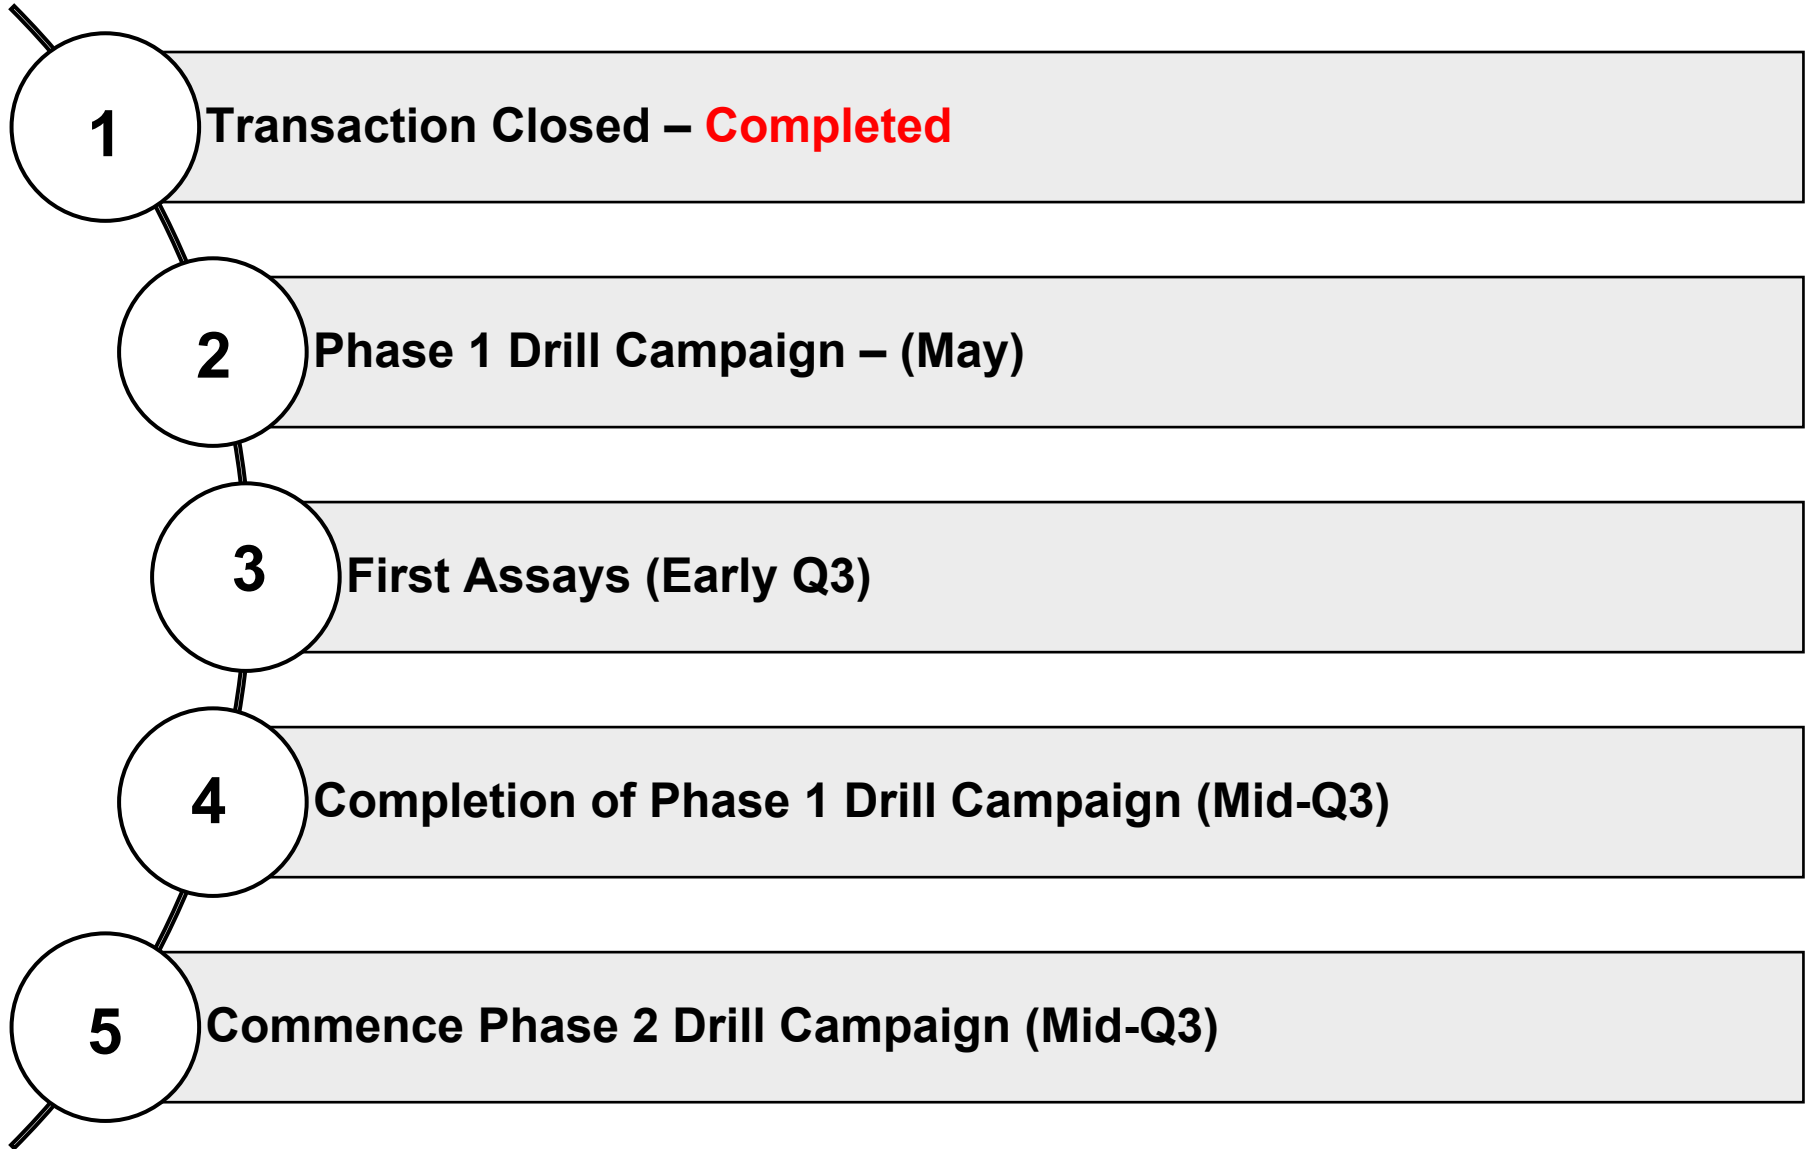 1
Transaction Closed – Completed
2
Phase 1 Drill Campaign – (May)
3
First Assays (Early Q3)
4
Completion of Phase 1 Drill Campaign (Mid-Q3)
5
Commence Phase 2 Drill Campaign (Mid-Q3)